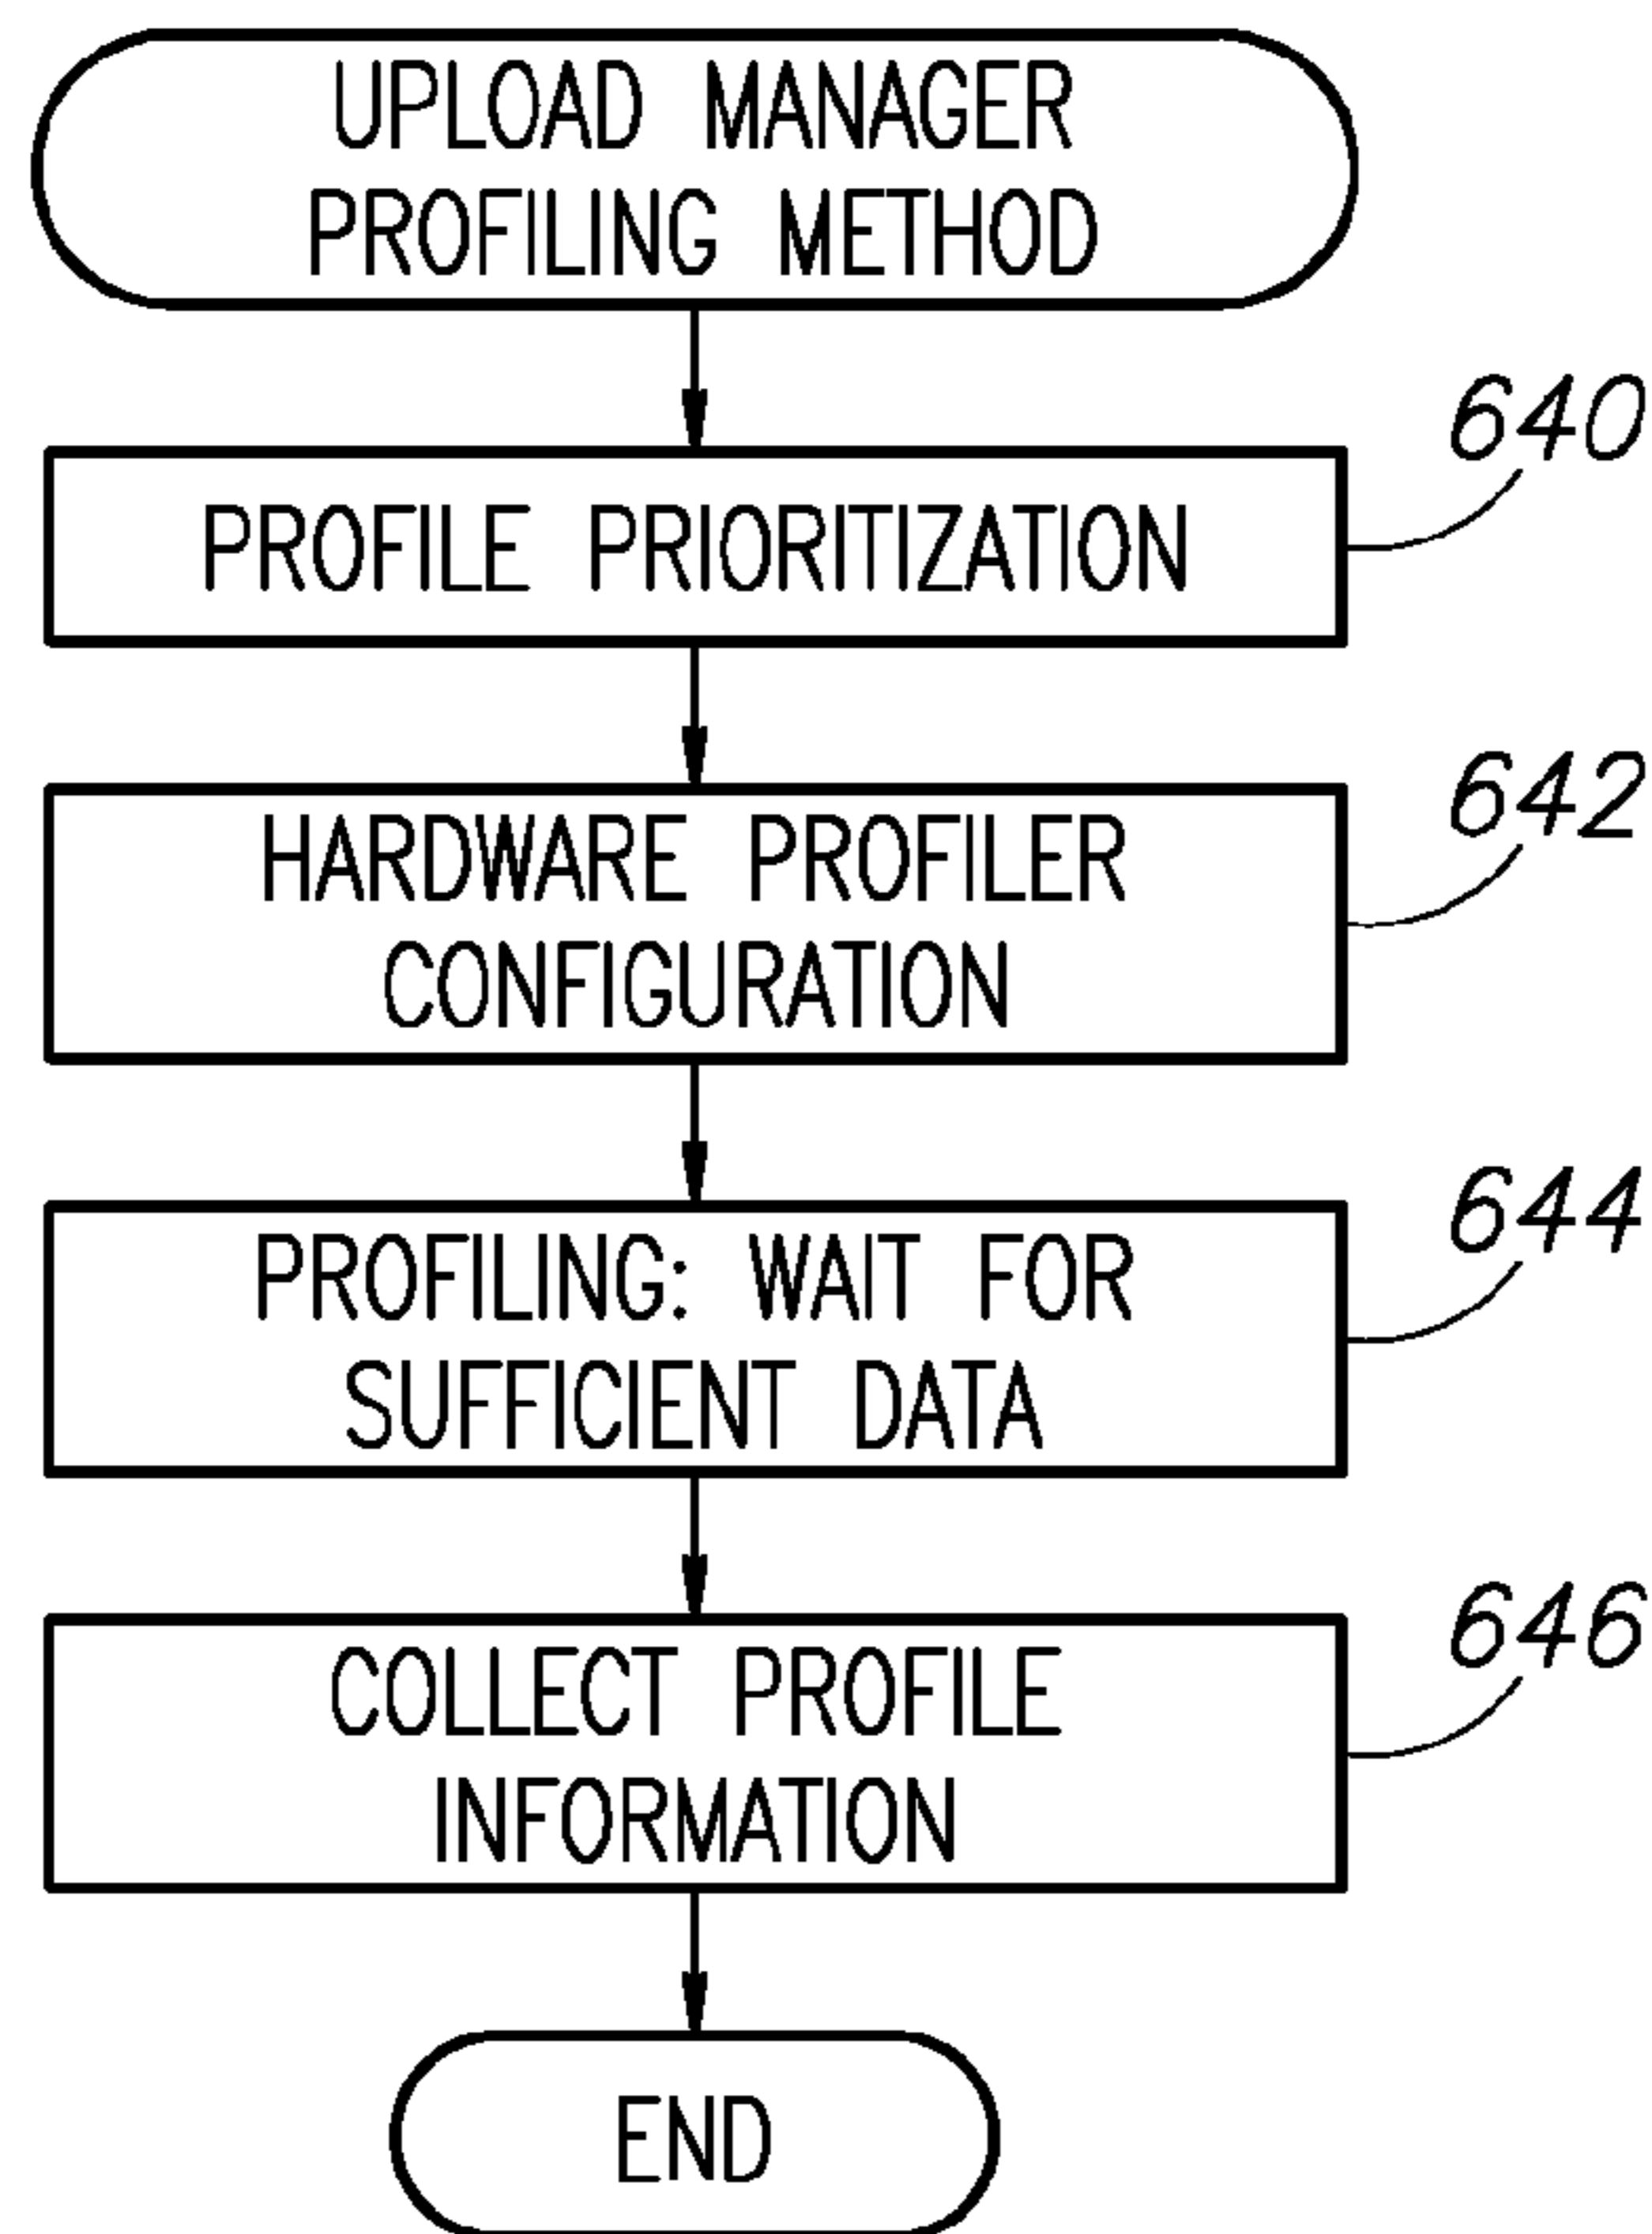 UPLOAD MANAGER
PROFILING METHOD
640
PROFILE PRIORITIZATION
642
HARDWARE PROFILER
CONFIGURATION
644
PROFILING: WAIT FOR
SUFFICIENT DATA
646
COLLECT PROFILE
INFORMATION
END